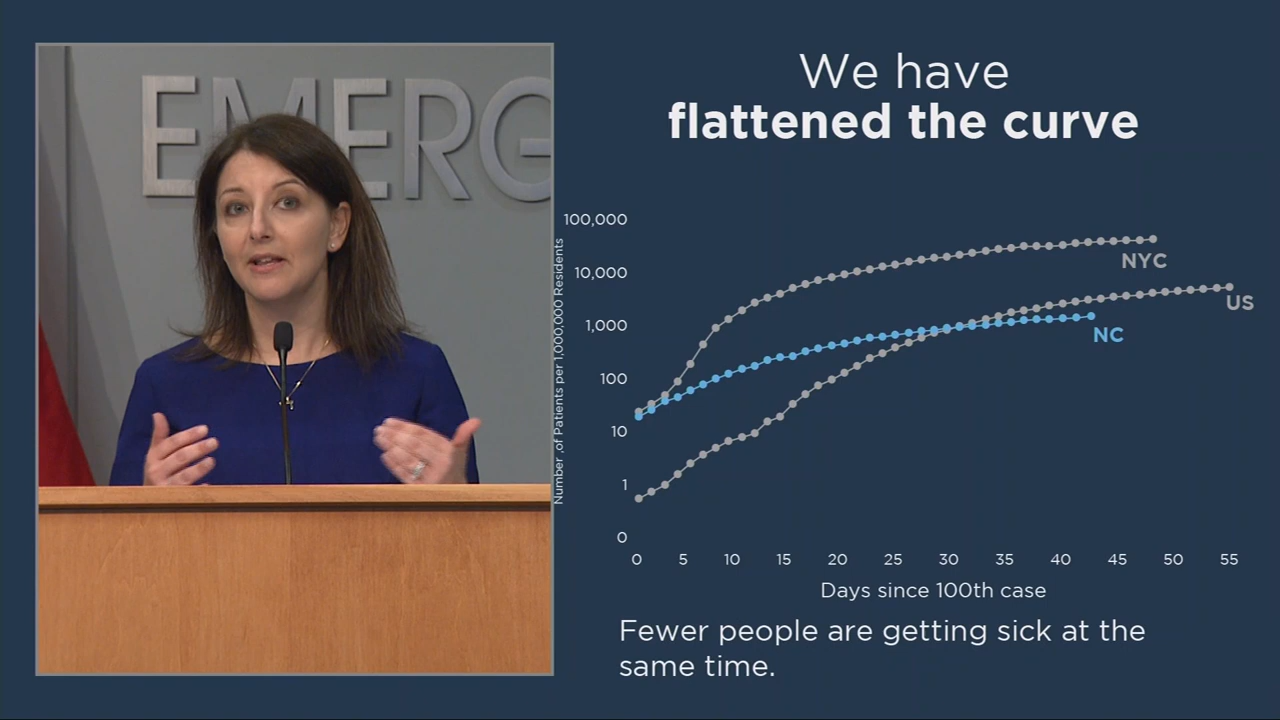 EMERG
We have
flattened the curve
Number ,of Patients per 1,000,000 Residents
100,000
10,000
1,000
100
10
1
0
NYC
US
NC
0 5 10 15 20 25 30 35 40 45 50 55
Days since 100th case
Fewer people are getting sick at the
same time.